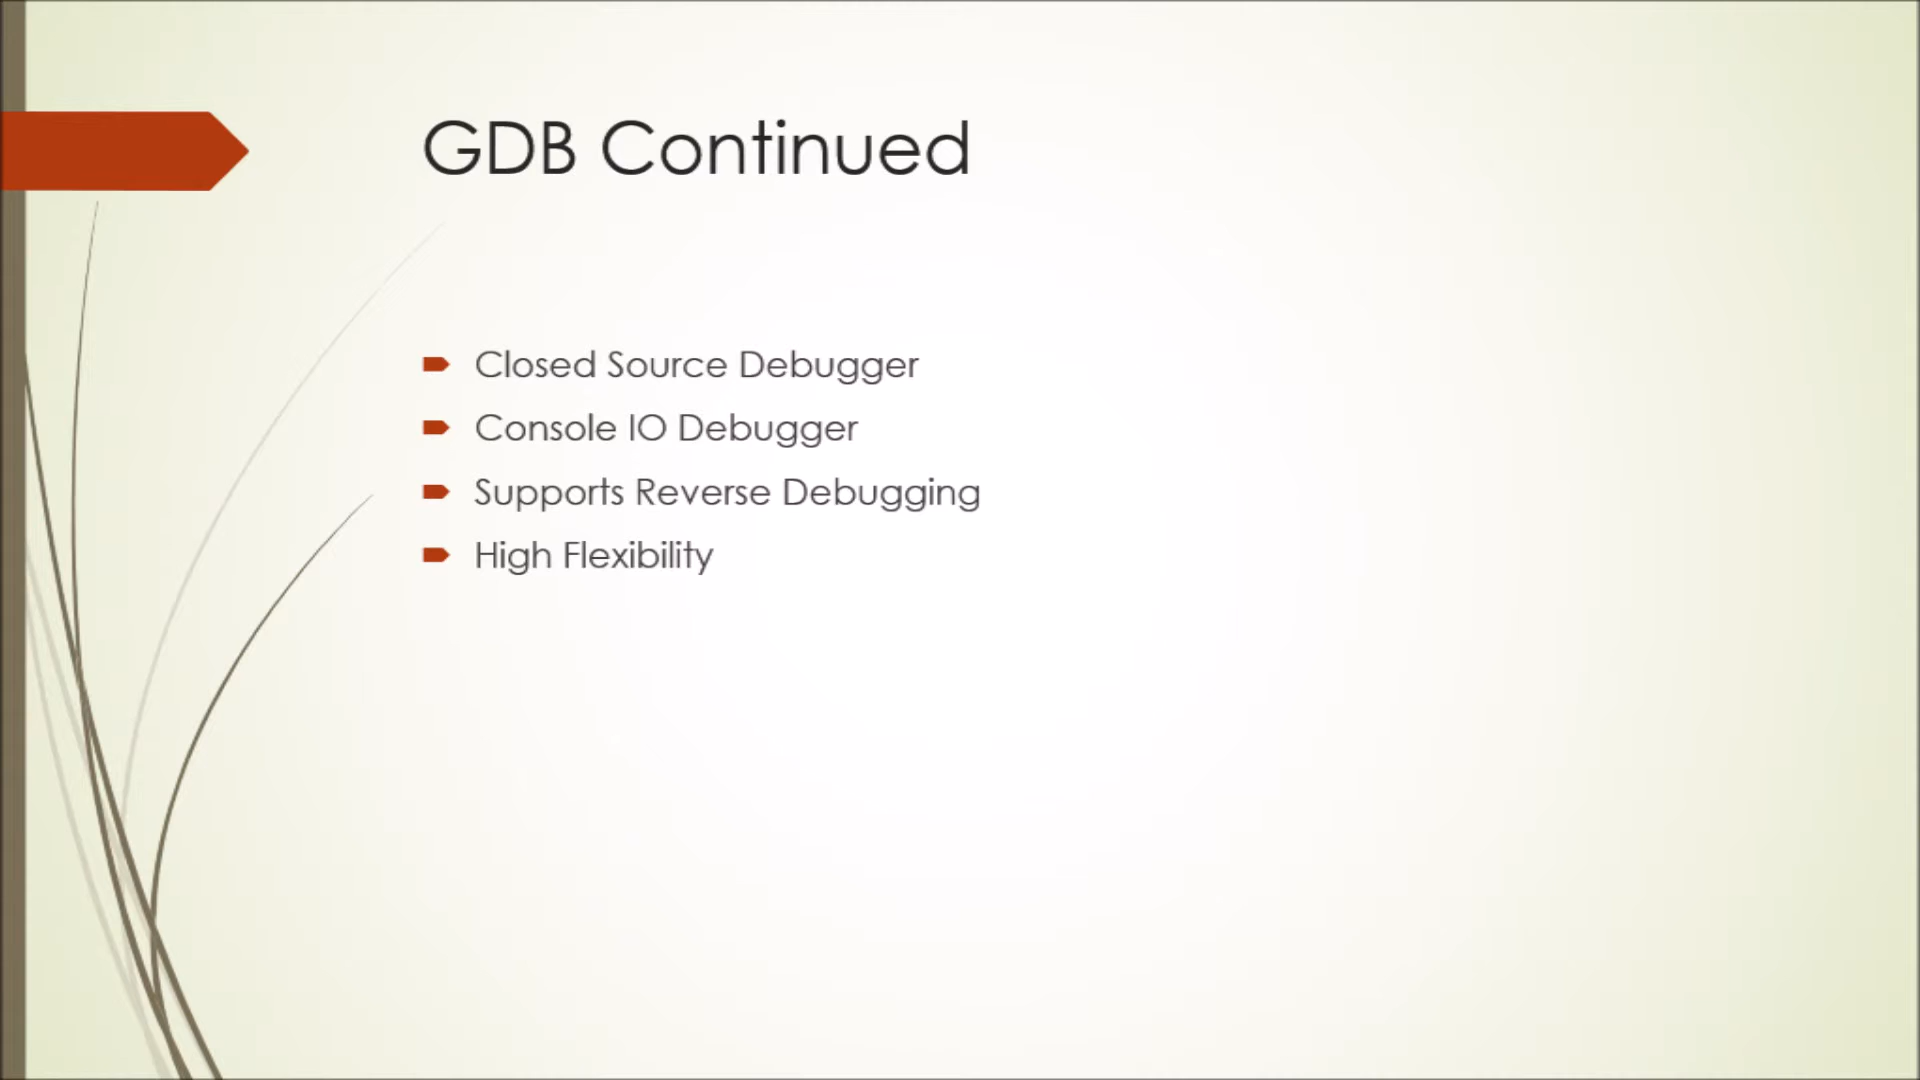 GDB Continued
Closed Source Debugger
Console IO Debugger
Supports Reverse Debugging
High Flexibility